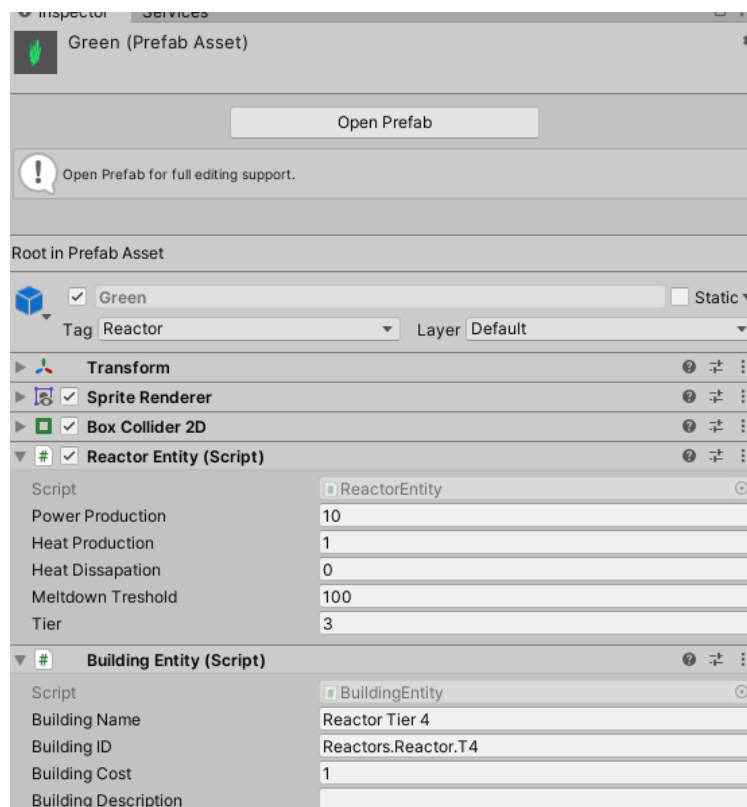 Inspector Services
Green (Prefab Asset)
Open Prefab
Open Prefab for full editing support.
Root in Prefab Asset
Green Static
Tag Reactor Layer Default
Transform
Sprite Renderer
Box Collider 2D
# Reactor Entity (Script)
Script # ReactorEntity
Power Production 10
Heat Production 1
Heat Dissapation 0
Meltdown Treshold 100
Tier 3
# Building Entity (Script)
Script # BuildingEntity
Building Name Reactor Tier 4
Building ID Reactors.Reactor.T4
Building Cost 1
Building Description